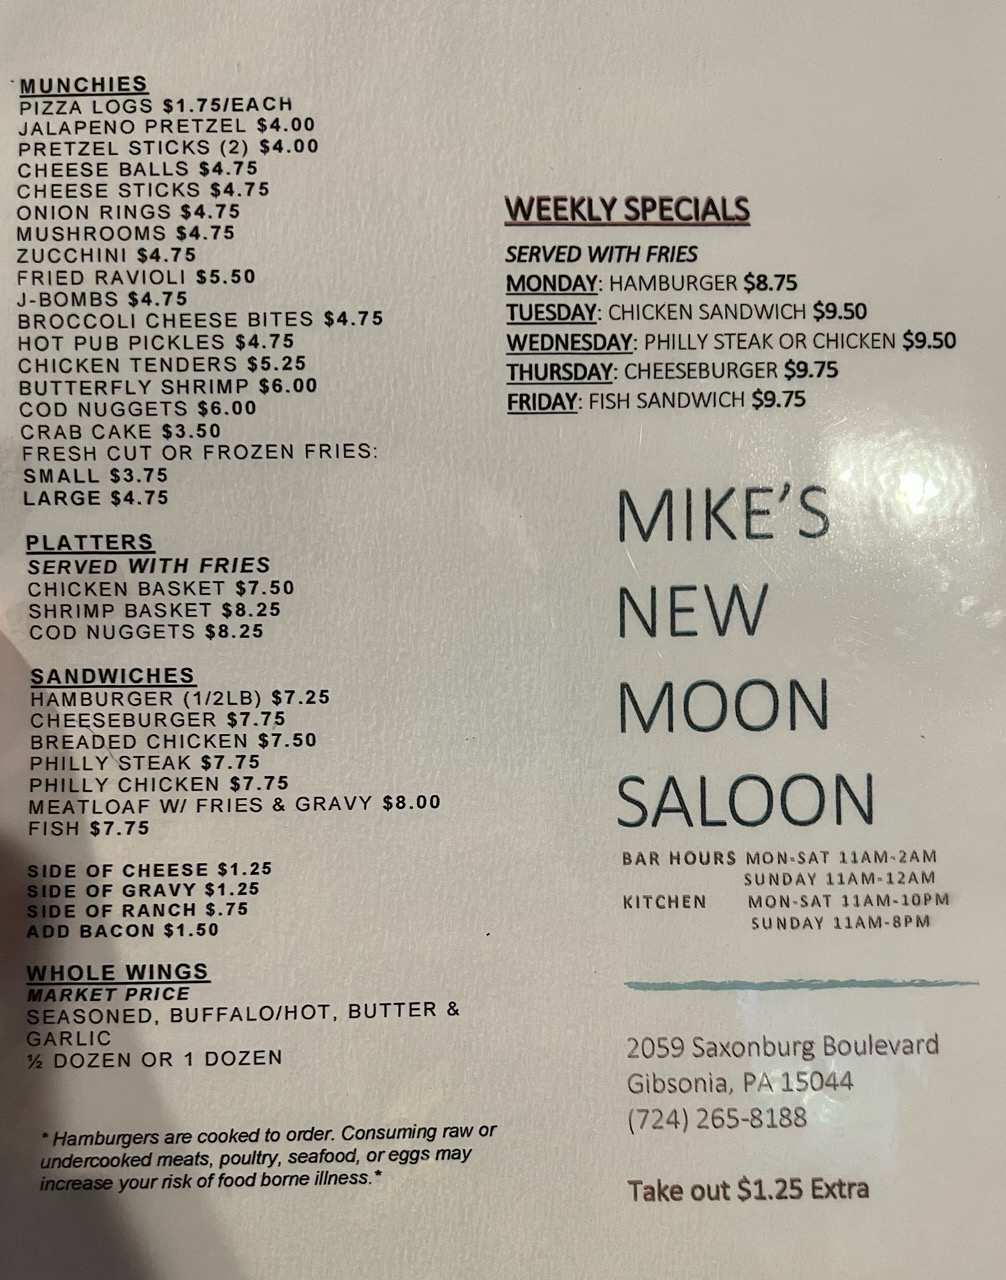 MUNCHIES
PIZZA LOGS $1.75/EACH
JALAPENO PRETZEL $4.00
PRETZEL STICKS (2) $4.00
CHEESE BALLS $4.75
CHEESE STICKS $4.75
ONION RINGS $4.75
MUSHROOMS $4.75
ZUCCHINI $4.75
FRIED RAVIOLI $5.50
J-BOMBS $4.75
BROCCOLI CHEESE BITES $4.75
HOT PUB PICKLES $4.75
CHICKEN TENDERS $5.25
BUTTERFLY SHRIMP $6.00
COD NUGGETS $6.00
CRAB CAKE $3.50
FRESH CUT OR FROZEN FRIES:
SMALL $3.75
LARGE $4.75
PLATTERS
SERVED WITH FRIES
CHICKEN BASKET $7.50
SHRIMP BASKET $8.25
COD NUGGETS $8.25
SANDWICHES
HAMBURGER (1/2LB) $7.25
CHEESEBURGER $7.75
BREADED CHICKEN $7.50
PHILLY STEAK $7.75
PHILLY CHICKEN $7.75
MEATLOAF W/ FRIES & GRAVY $8.00
FISH $7.75
SIDE OF CHEESE $1.25
SIDE OF GRAVY $1.25
SIDE OF RANCH $.75
ADD BACON $1.50
WHOLE WINGS
MARKET PRICE
SEASONED, BUFFALO/HOT, BUTTER &
GARLIC
½ DOZEN OR 1 DOZEN
* Hamburgers are cooked to order. Consuming raw or
undercooked meats, poultry, seafood, or eggs may
increase your risk of food borne illness.*
WEEKLY SPECIALS
SERVED WITH FRIES
MONDAY: HAMBURGER $8.75
TUESDAY: CHICKEN SANDWICH $9.50
WEDNESDAY: PHILLY STEAK OR CHICKEN $9.50
THURSDAY: CHEESEBURGER $9.75
FRIDAY: FISH SANDWICH $9.75
MIKE'S
NEW
MOON
SALOON
BAR HOURS MON-SAT 11AM-2AM
SUNDAY 11AM-12AM
KITCHEN MON-SAT 11AM-10PM
SUNDAY 11AM-8PM
2059 Saxonburg Boulevard
Gibsonia, PA 15044
(724) 265-8188
Take out $1.25 Extra